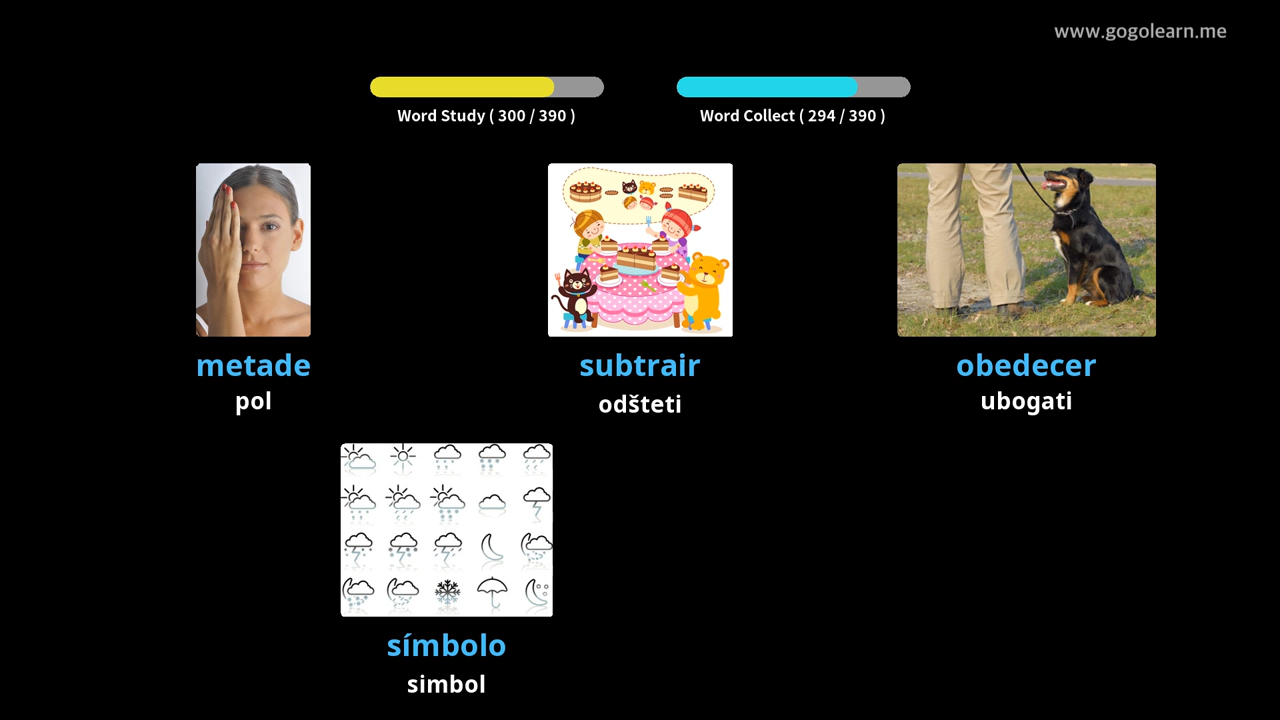 www.gogolearn.me
Word Study ( 300 / 390 )
Word Collect ( 294 / 390 )
metade
pol
subtrair
odšteti
obedecer
ubogati
símbolo
simbol